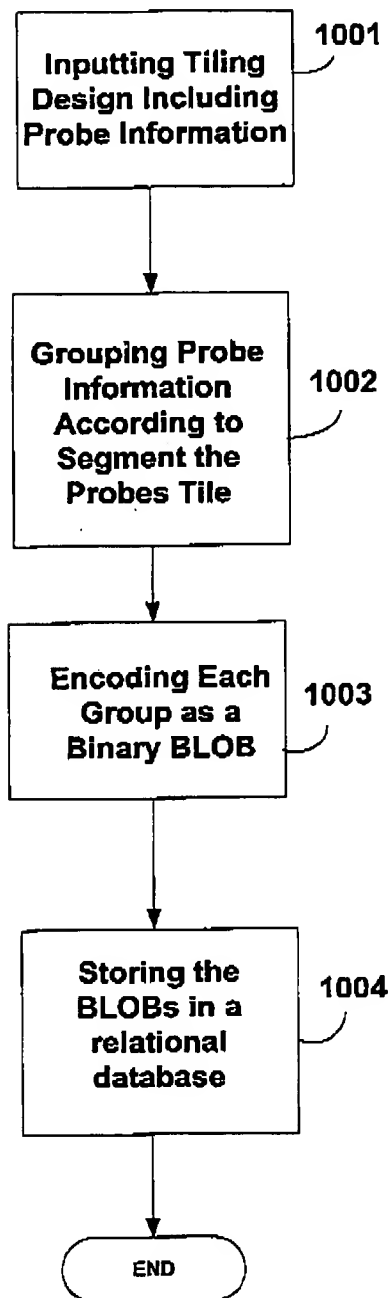 1001
Inputting Tiling
Design Including
Probe Information
1002
Grouping Probe
Information
According to
Segment the
Probes Tile
1003
Encoding Each
Group as a
Binary BLOB
1004
Storing the
BLOBs in a
relational
database
END